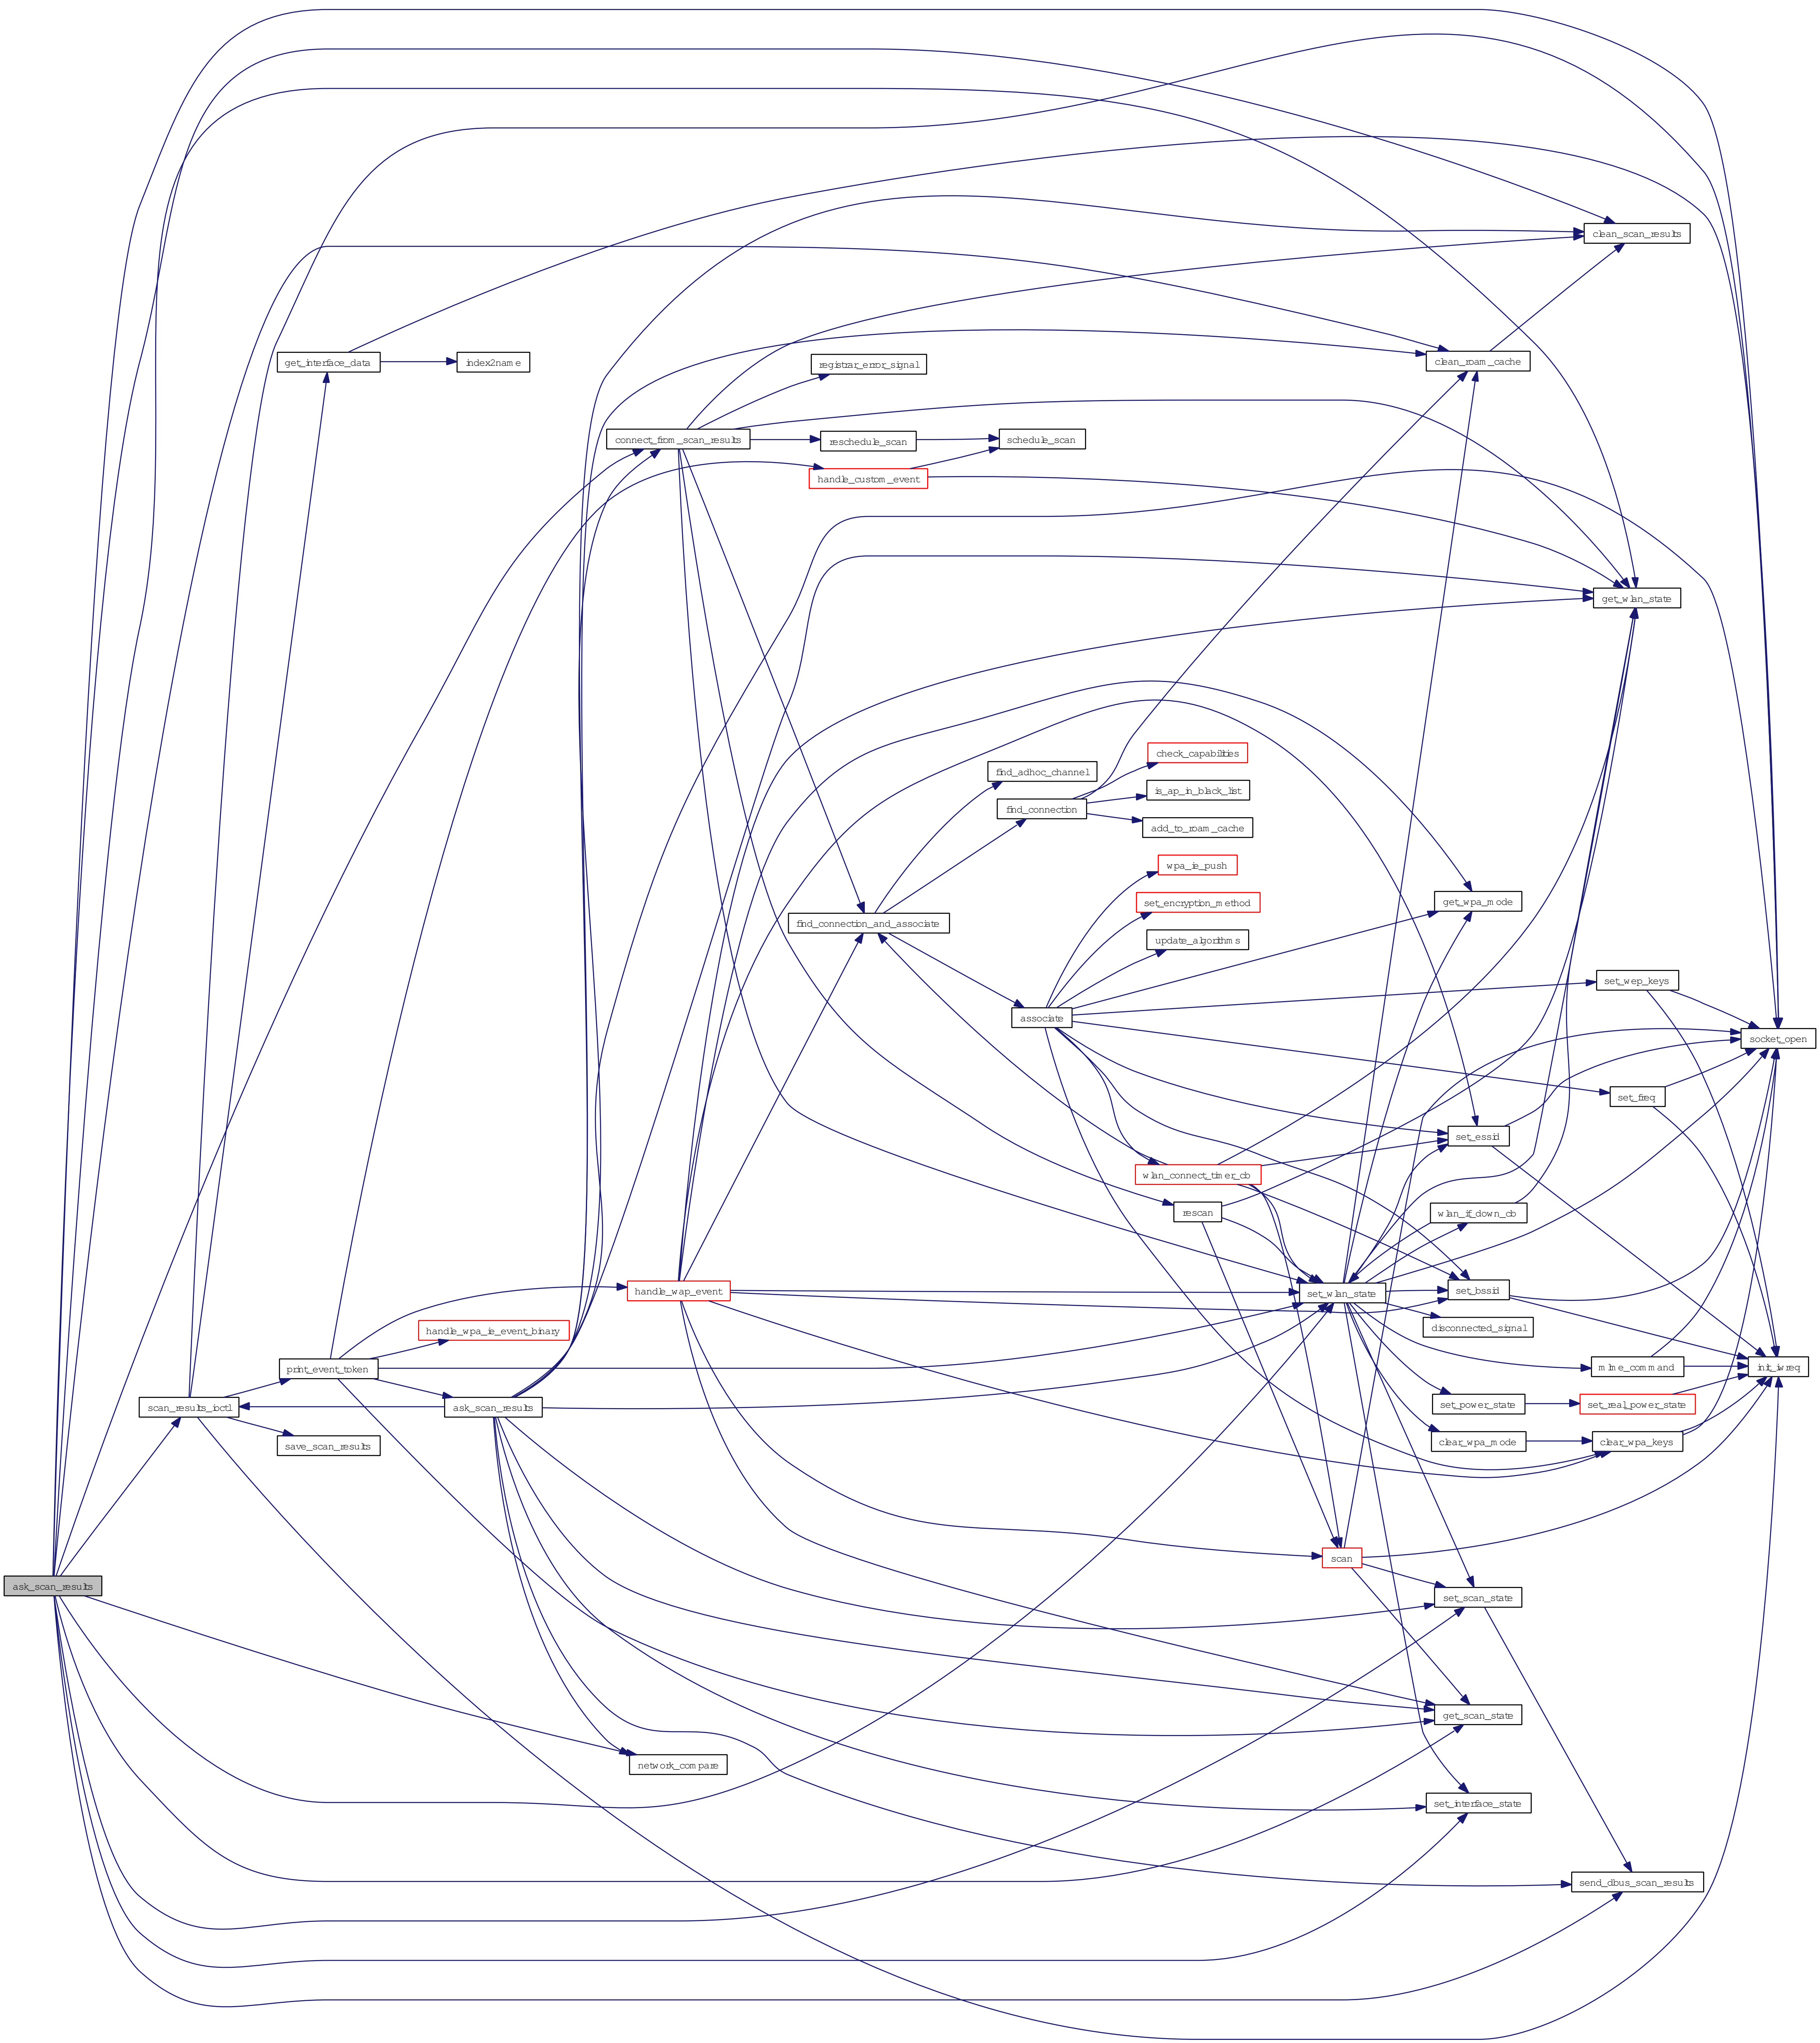 clean_scan_results
get_interface_data
index2name
clean_roam_cache
registrar_error_signal
connect_from_scan_results
reschedule_scan
schedule_scan
handle_custom_event
get_wlan_state
check_capabilities
find_adhoc_channel
is_ap_in_black_list
find_connection
add_to_roam_cache
wpa_ie_push
set_encryption_method
get_wpa_mode
find_connection_and_associate
update_algorithms
set_wep_keys
associate
socket_open
set_freq
set_essid
wlan_connect_timer_cb
rescan
wlan_if_down_cb
handle_wap_event
set_wlan_state
set_bssid
disconnected_signal
handle_wpa_ie_event_binary
print_event_token
mlme_command
init_iwreq
scan_results_ioctl
ask_scan_results
set_power_state
set_real_power_state
save_scan_results
clear_wpa_mode
clear_wpa_keys
scan
ask_scan_results
set_scan_state
get_scan_state
network_compare
set_interface_state
send_dbus_scan_results